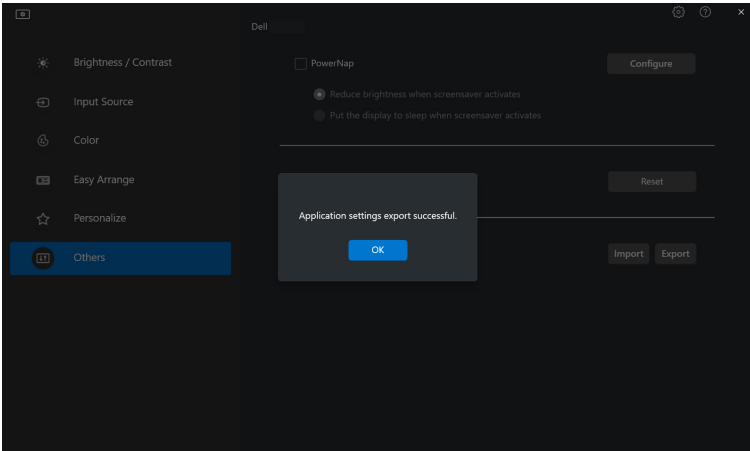 Dell
Brightness / Contrast
Input Source
Color
Easy Arrange
Personalize
Others
PowerNap
Configure
Reduce brightness when screensaver activates
Put the display to sleep when screensaver activates
Reset
Application settings export successful.
OK
Import
Export